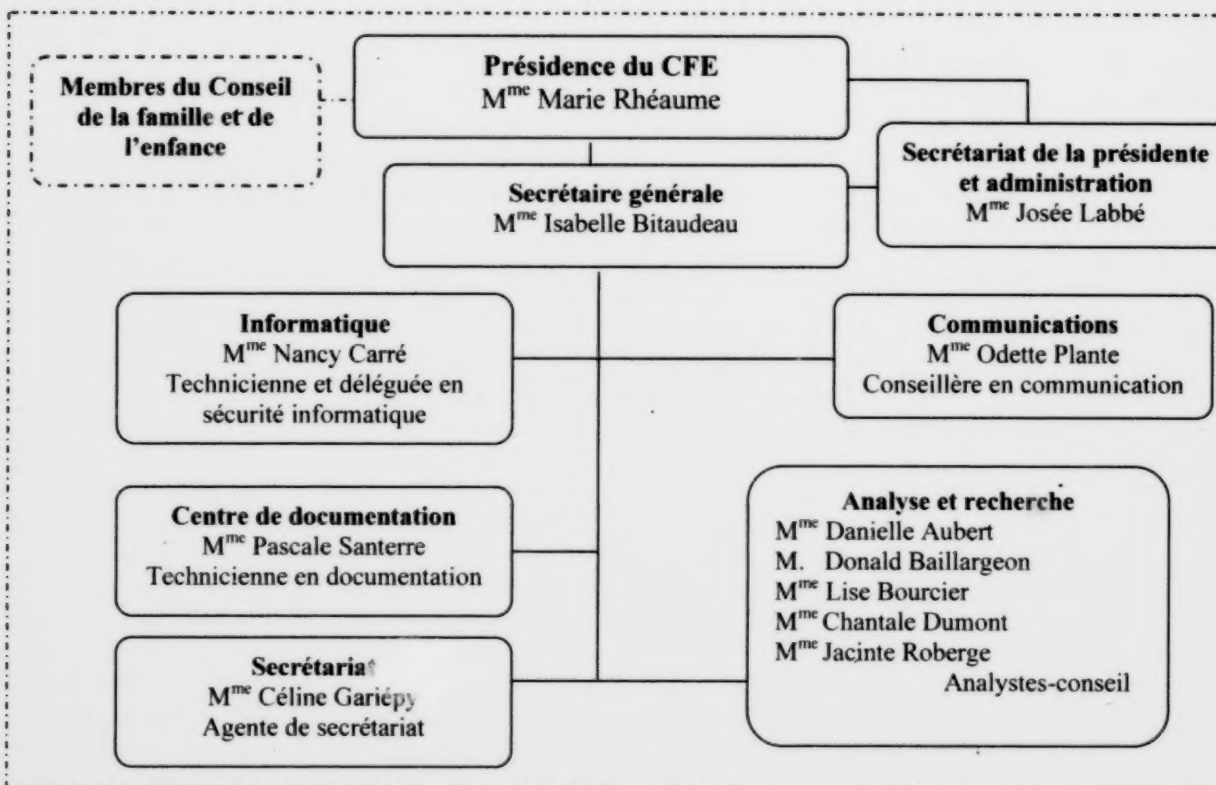 Membres du Conseil
de la famille et de
l'enfance
Présidence du CFE
Mme Marie Rhéaume
Secrétariat de la présidente
et administration
Mme Josée Labbé
Secrétaire générale
Mme Isabelle Bitaudeau
Informatique
Mme Nancy Carré
Technicienne et déléguée en
sécurité informatique
Communications
Mme Odette Plante
Conseillère en communication
Centre de documentation
Mme Pascale Santerre
Technicienne en documentation
Analyse et recherche
Mme Danielle Aubert
M. Donald Baillargeon
Mme Lise Bourcier
Mme Chantale Dumont
Mme Jacinte Roberge
Analystes-conseil
Secrétariat
Mme Céline Gariépy
Agente de secrétariat